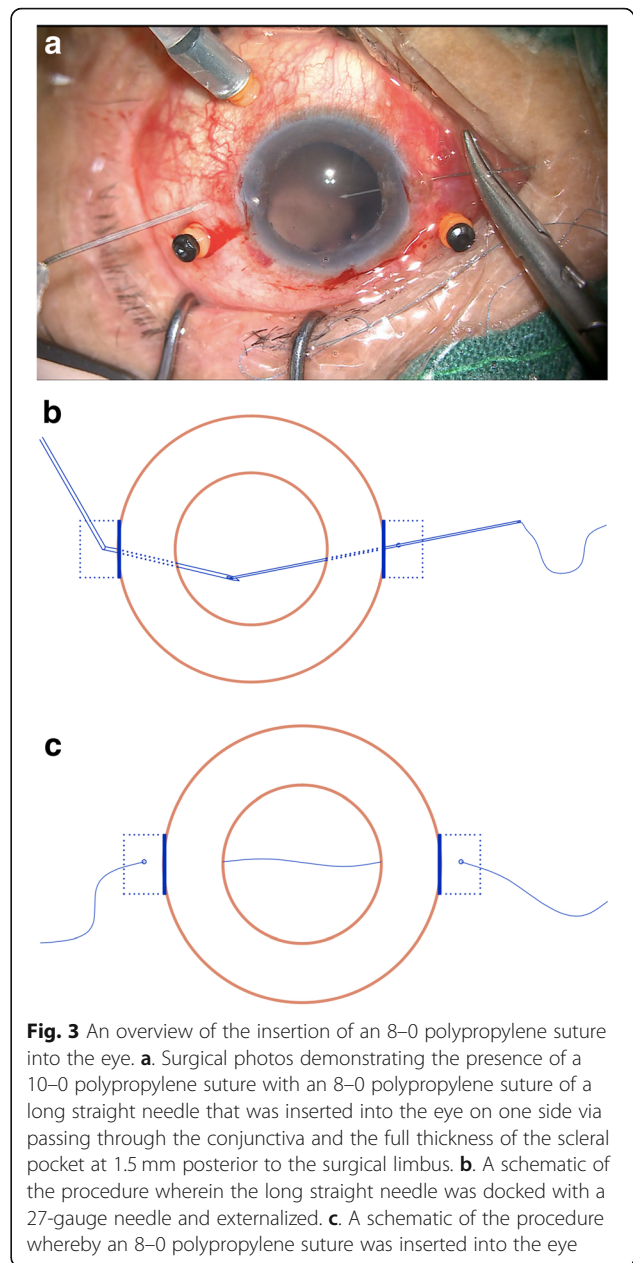 a
b
c
Fig. 3 An overview of the insertion of an 8–0 polypropylene suture
into the eye. a. Surgical photos demonstrating the presence of a
10–0 polypropylene suture with an 8–0 polypropylene suture of a
long straight needle that was inserted into the eye on one side via
passing through the conjunctiva and the full thickness of the scleral
pocket at 1.5 mm posterior to the surgical limbus. b. A schematic of
the procedure wherein the long straight needle was docked with a
27-gauge needle and externalized. c. A schematic of the procedure
whereby an 8–0 polypropylene suture was inserted into the eye